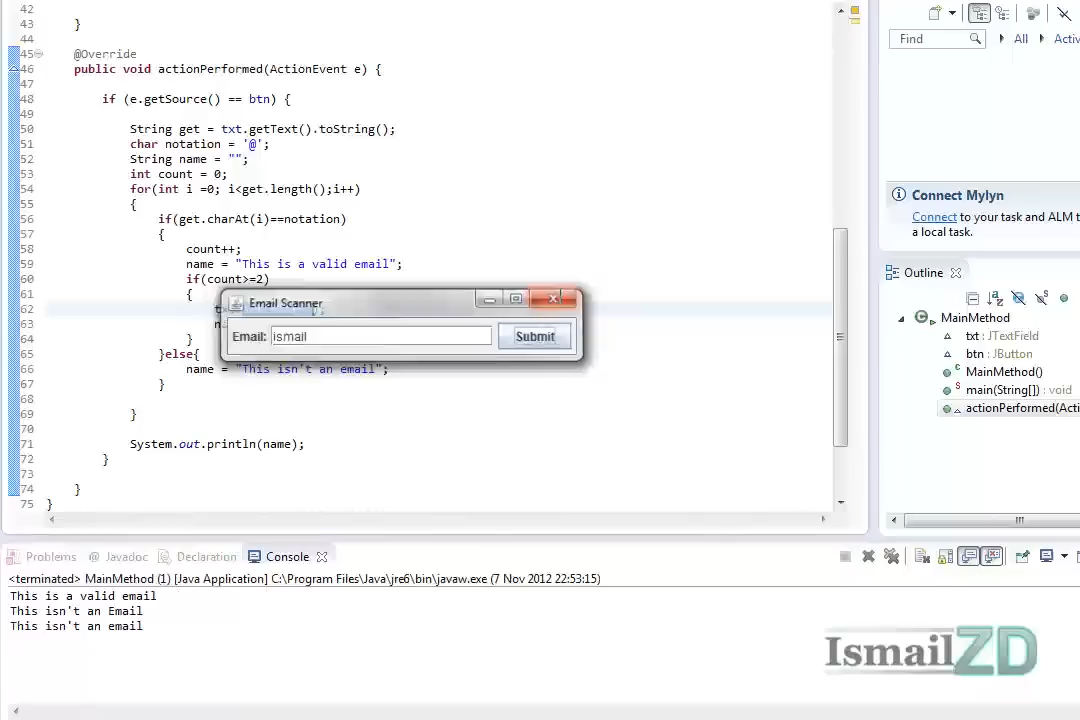 42
43 }
44
45 @Override
46 public void actionPerformed(ActionEvent e) {
47
48 if (e.getSource() == btn) {
49
50 String get = txt.getText().toString();
51 char notation = '@';
52 String name = "";
53 int count = 0;
54 for(int i =0; i<get.length();i++)
55 {
56 if(get.charAt(i)==notation)
57 {
58 count++;
59 name = "This is a valid email";
60 if(count>=2)
61 {
62
63
64 }
65 }else{
66 name = "This isn't an email";
67 }
68
69 }
70
71 System.out.println(name);
72 }
73
74 }
75 }
Email Scanner
Email: ismail Submit
Find All
Connect Mylyn
Connect to your task and ALM
a local task.
Outline
MainMethod
txt : JTextField
btn : JButton
MainMethod()
main(String[]) : void
actionPerformed(Acti
Problems @ Javadoc Declaration Console
<terminated> MainMethod (1) [Java Application] C:\Program Files\Java\jre6\bin\javaw.exe (7 Nov 2012 22:53:15)
This is a valid email
This isn't an Email
This isn't an email
IsmailZD